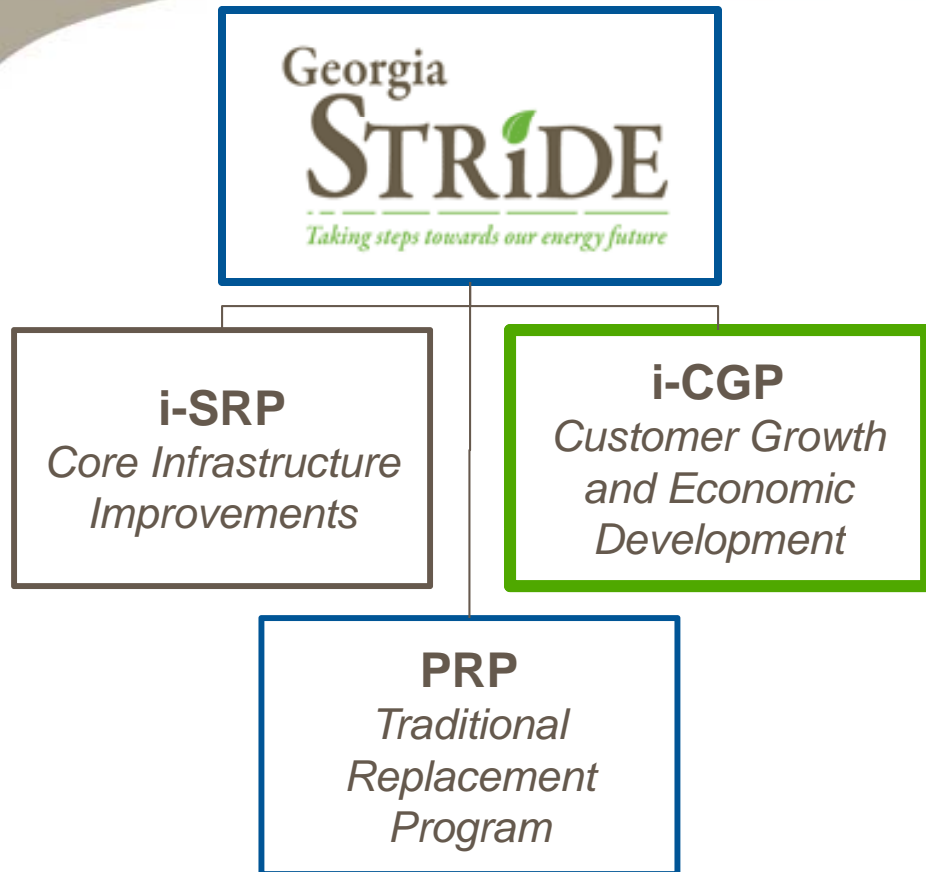 Georgia
STRiDE
Taking steps towards our energy future
i-SRP
Core Infrastructure
Improvements
i-CGP
Customer Growth
and Economic
Development
PRP
Traditional
Replacement
Program